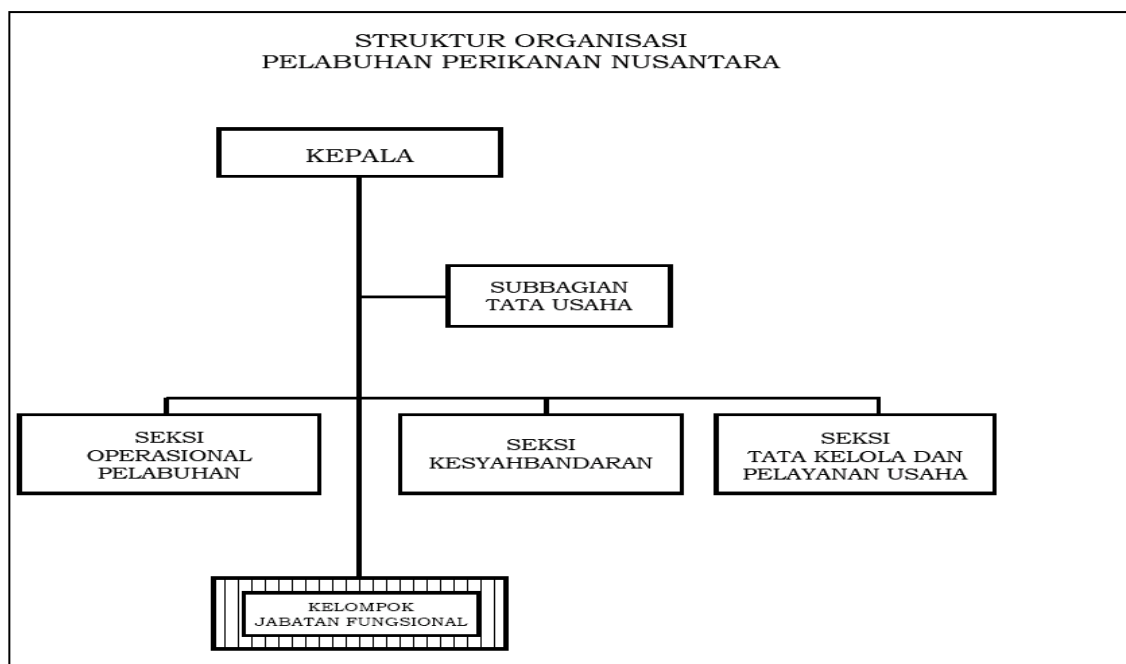 STRUKTUR ORGANISASI
PELABUHAN PERIKANAN NUSANTARA
KEPALA
SUBBAGIAN
TATA USAHA
SEKSI
OPERASIONAL
PELABUHAN
SEKSI
KESYAHBANDARAN
SEKSI
TATA KELOLA DAN
PELAYANAN USAHA
KELOMPOK
JABATAN FUNGSIONAL